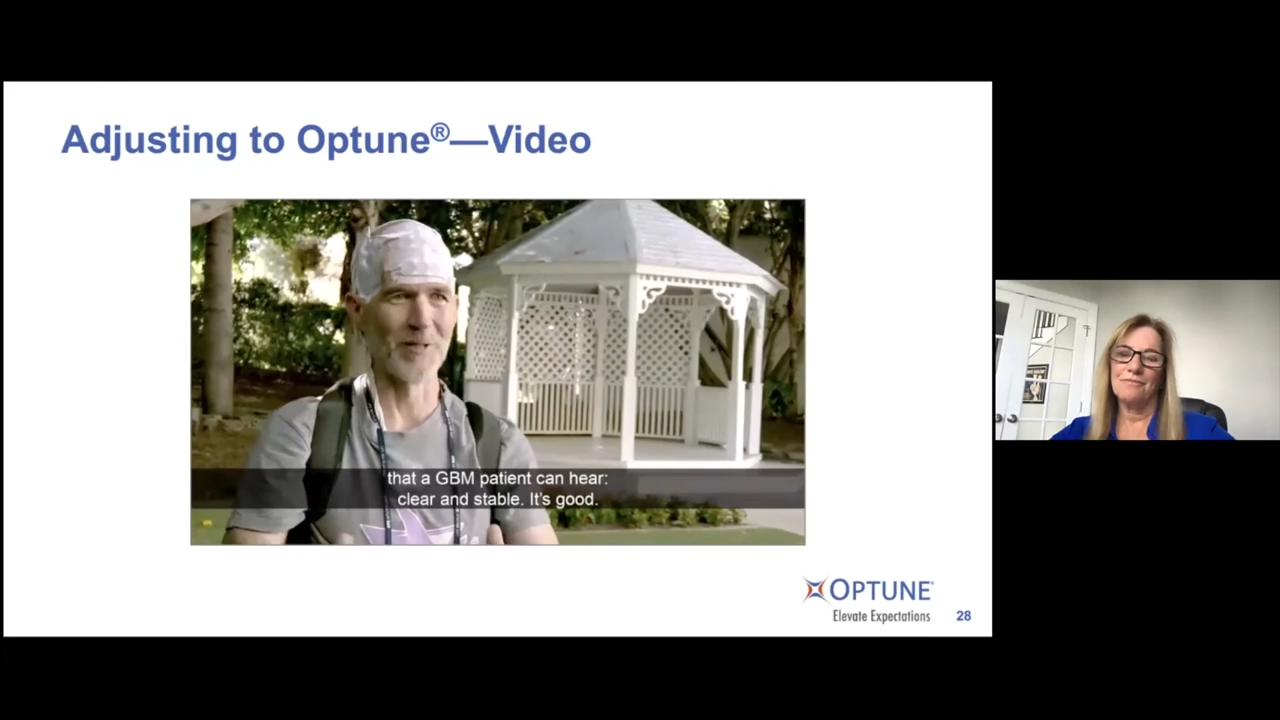 Adjusting to Optune®—Video
that a GBM patient can hear:
clear and stable. It's good.
OPTUNE®
Elevate Expectations
28